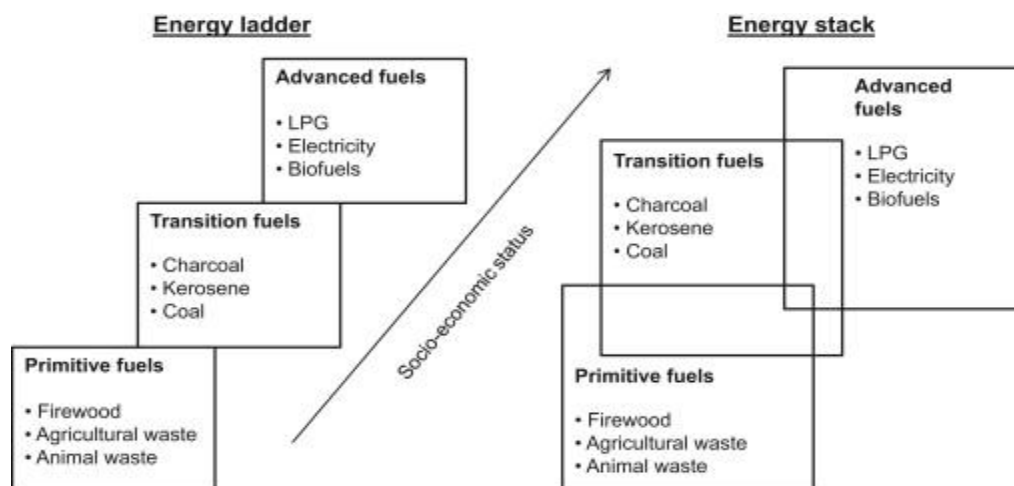 Energy ladder
Advanced fuels
• LPG
• Electricity
• Biofuels
Transition fuels
• Charcoal
• Kerosene
• Coal
Primitive fuels
• Firewood
• Agricultural waste
• Animal waste
Socio-economic status
Energy stack
Advanced
fuels
• LPG
• Electricity
• Biofuels
Transition fuels
• Charcoal
• Kerosene
• Coal
Primitive fuels
• Firewood
• Agricultural waste
• Animal waste